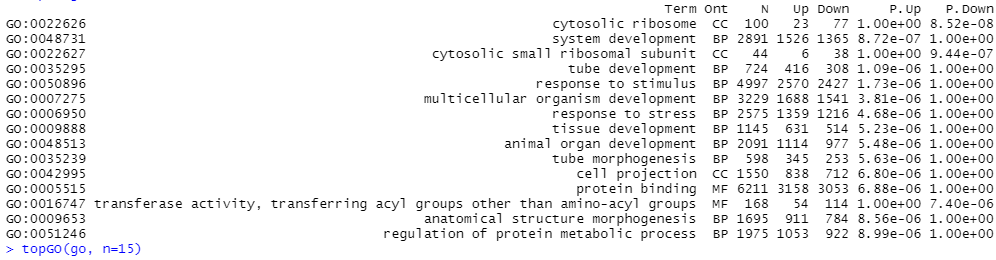 Term Ont N Up Down P.Up P.Down
GO:0022626 cytosolic ribosome CC 100 23 77 1.00e+00 8.52e-08
GO:0048731 system development BP 2891 1526 1365 8.72e-07 1.00e+00
GO:0022627 cytosolic small ribosomal subunit CC 44 6 38 1.00e+00 9.44e-07
GO:0035295 tube development BP 724 416 308 1.09e-06 1.00e+00
GO:0050896 response to stimulus BP 4997 2570 2427 1.73e-06 1.00e+00
GO:0007275 multicellular organism development BP 3229 1688 1541 3.81e-06 1.00e+00
GO:0006950 response to stress BP 2575 1359 1216 4.68e-06 1.00e+00
GO:0009888 tissue development BP 1145 631 514 5.23e-06 1.00e+00
GO:0048513 animal organ development BP 2091 1114 977 5.48e-06 1.00e+00
GO:0035239 tube morphogenesis BP 598 345 253 5.63e-06 1.00e+00
GO:0042995 cell projection CC 1550 838 712 6.80e-06 1.00e+00
GO:0005515 protein binding MF 6211 3158 3053 6.88e-06 1.00e+00
GO:0016747 transferase activity, transferring acyl groups other than amino-acyl groups MF 168 54 114 1.00e+00 7.40e-06
GO:0009653 anatomical structure morphogenesis BP 1695 911 784 8.56e-06 1.00e+00
GO:0051246 regulation of protein metabolic process BP 1975 1053 922 8.99e-06 1.00e+00
> topGO(go, n=15)